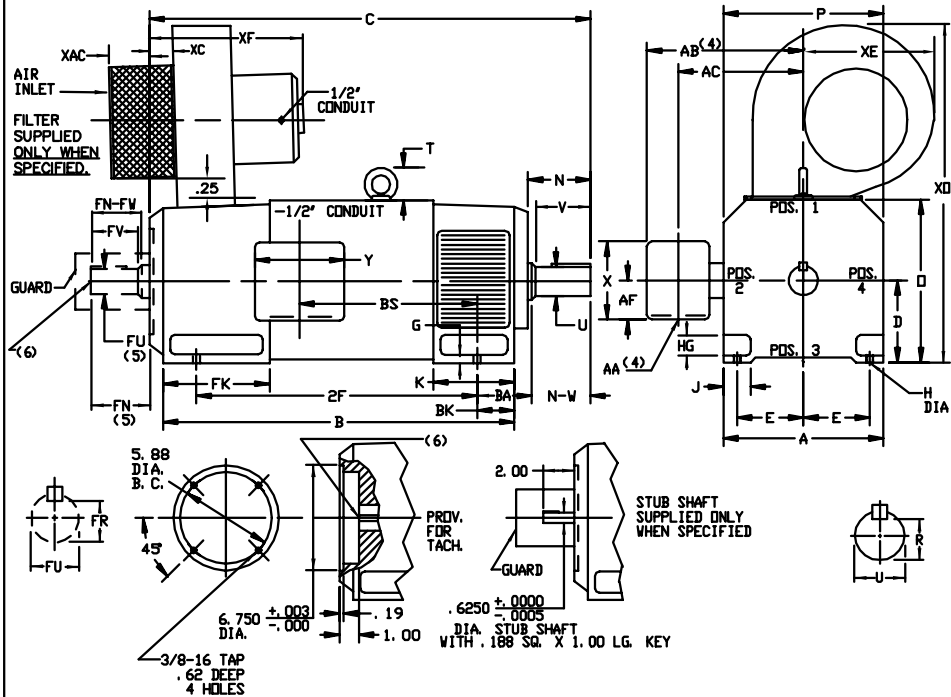 C
P
XAC
XC
XF
AB(4)
AC
XE
AIR
INLET
1/2"
CONDUIT
FILTER
SUPPLIED
ONLY WHEN
SPECIFIED.
T
N
V
XO
.25
FN-FW
FV
-1/2" CONDUIT
POS. 1
GUARD
Y
X
AF
POS.
2
POS.
4
O
D
BS
G
U
(6)
FU
(5)
AA(4)
HG
POS. 3
FK
K
J
H
DIA
FN
(5)
2F
BA
N-W
BK
E
E
B
A
5.88
DIA.
B. C.
(6)
2.00
FR
FU
45°
PROV.
FOR
TACH.
STUB SHAFT
SUPPLIED ONLY
WHEN SPECIFIED
R
U
GUARD
6.750 +.003
-.000
DIA.
.19
1.00
.6250 +.0000
-.0005
DIA. STUB SHAFT
WITH .188 SQ. X 1.00 LG. KEY
3/8-16 TAP
.62 DEEP
4 HOLES